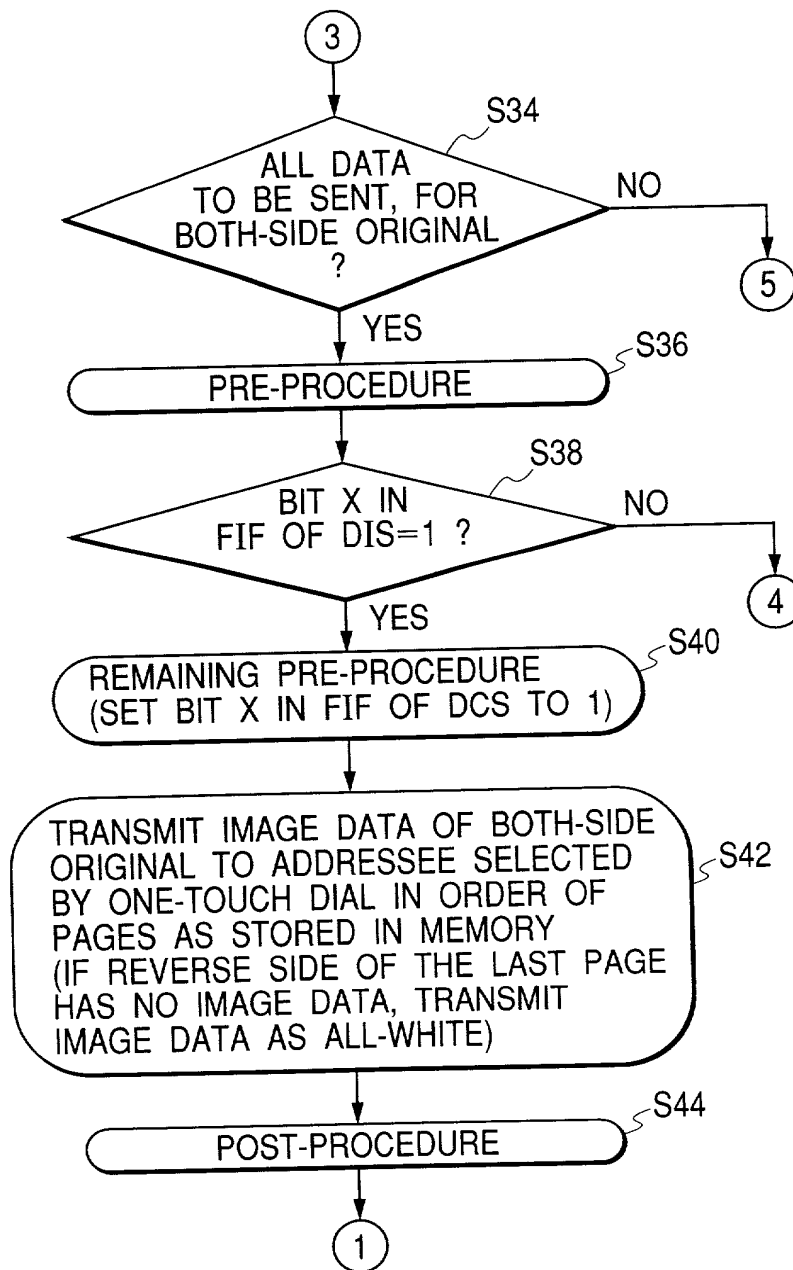 3
S34
ALL DATA
TO BE SENT, FOR
BOTH-SIDE ORIGINAL
?
NO
5
YES
S36
PRE-PROCEDURE
S38
BIT X IN
FIF OF DIS=1 ?
NO
4
YES
S40
REMAINING PRE-PROCEDURE
(SET BIT X IN FIF OF DCS TO 1)
TRANSMIT IMAGE DATA OF BOTH-SIDE
ORIGINAL TO ADDRESSEE SELECTED
BY ONE-TOUCH DIAL IN ORDER OF
PAGES AS STORED IN MEMORY
(IF REVERSE SIDE OF THE LAST PAGE
HAS NO IMAGE DATA, TRANSMIT
IMAGE DATA AS ALL-WHITE)
S42
S44
POST-PROCEDURE
1